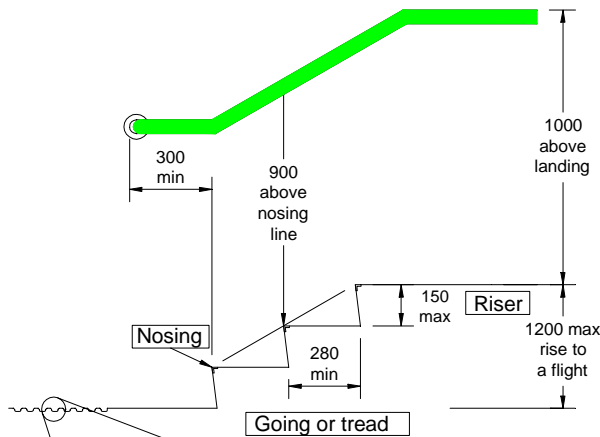 300
min
900
above
nosing
line
1000
above
landing
150
max
Riser
Nosing
280
min
1200 max
rise to
a flight
Going or tread